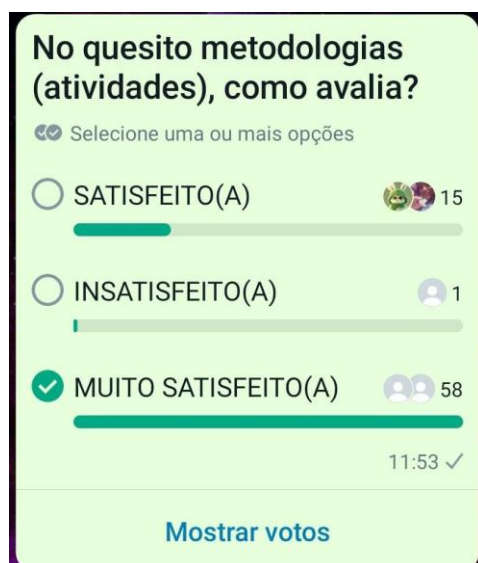 No quesito metodologias
(atividades), como avalia?
Selecione uma ou mais opções
SATISFEITO(A) 15
INSATISFEITO(A) 1
MUITO SATISFEITO(A) 58
11:53
Mostrar votos